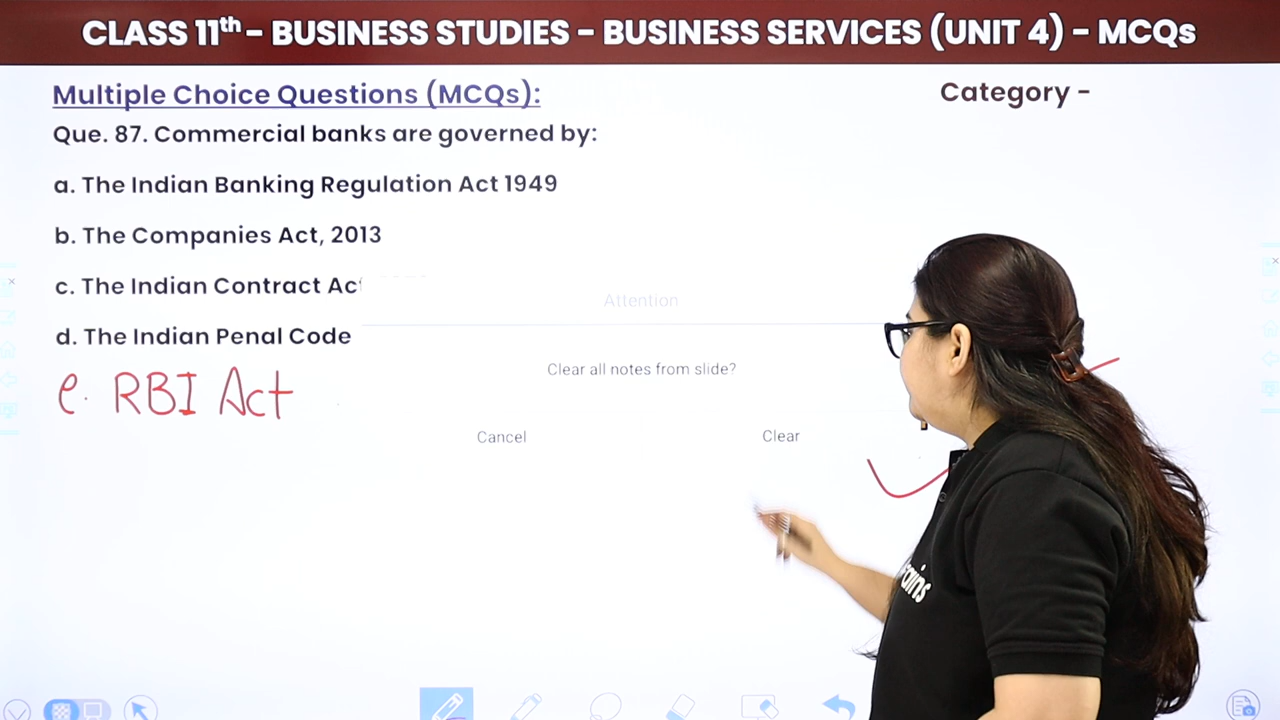 CLASS 11th – BUSINESS STUDIES – BUSINESS SERVICES (UNIT 4) – MCQs
Multiple Choice Questions (MCQs):
Category -
Que. 87. Commercial banks are governed by:
a. The Indian Banking Regulation Act 1949
b. The Companies Act, 2013
c. The Indian Contract Act
d. The Indian Penal Code
e. RBI Act
Attention
Clear all notes from slide?
Cancel
Clear